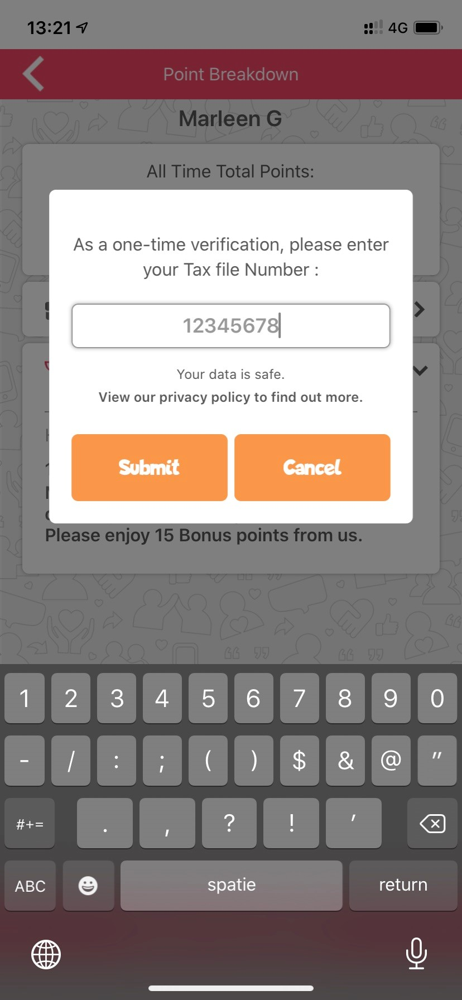 13:21
4G
Point Breakdown
Marleen G
All Time Total Points:
As a one-time verification, please enter
your Tax file Number :
12345678
Your data is safe.
View our privacy policy to find out more.
Submit Cancel
Please enjoy 15 Bonus points from us.
1 2 3 4 5 6 7 8 9 0
- / : ; ( ) $ & @ "
#+= . , ? ! '
ABC spatie return